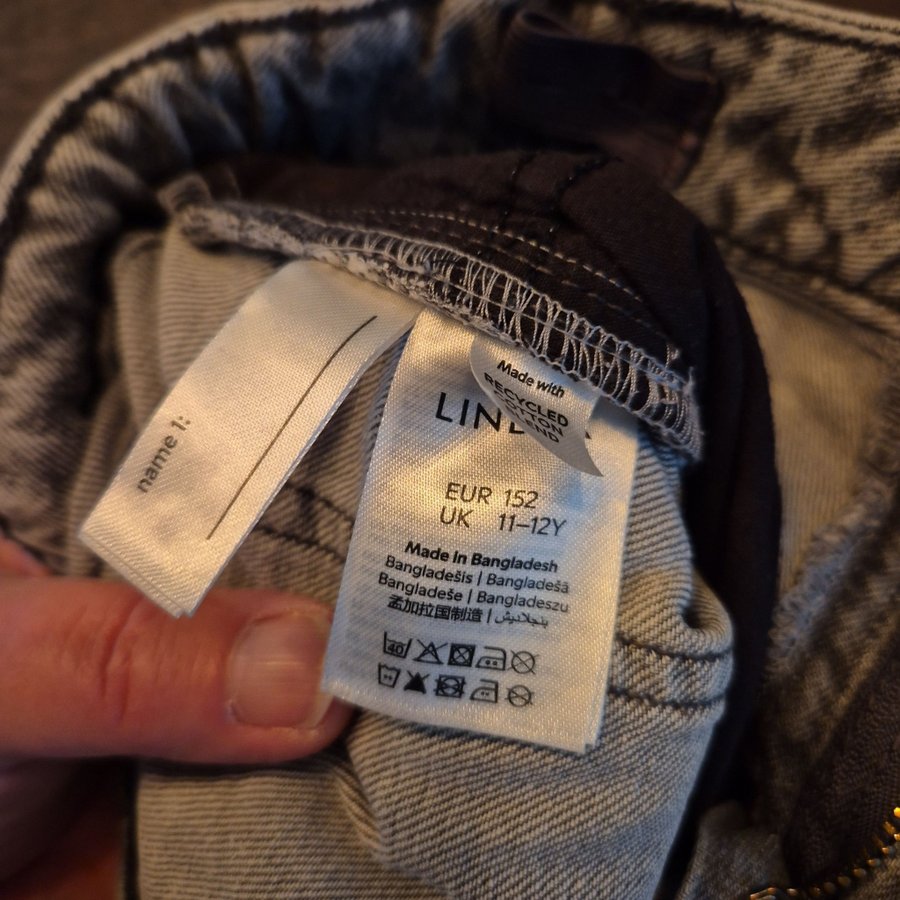 name 1:
Made with
RECYCLED
COTTON
EUR 152
UK 11–12Y
Made in Bangladesh
Bangladešis | Bangladešā
Bangladeše | Bangladeszu
孟加拉国制造 | بنجلاديش
40